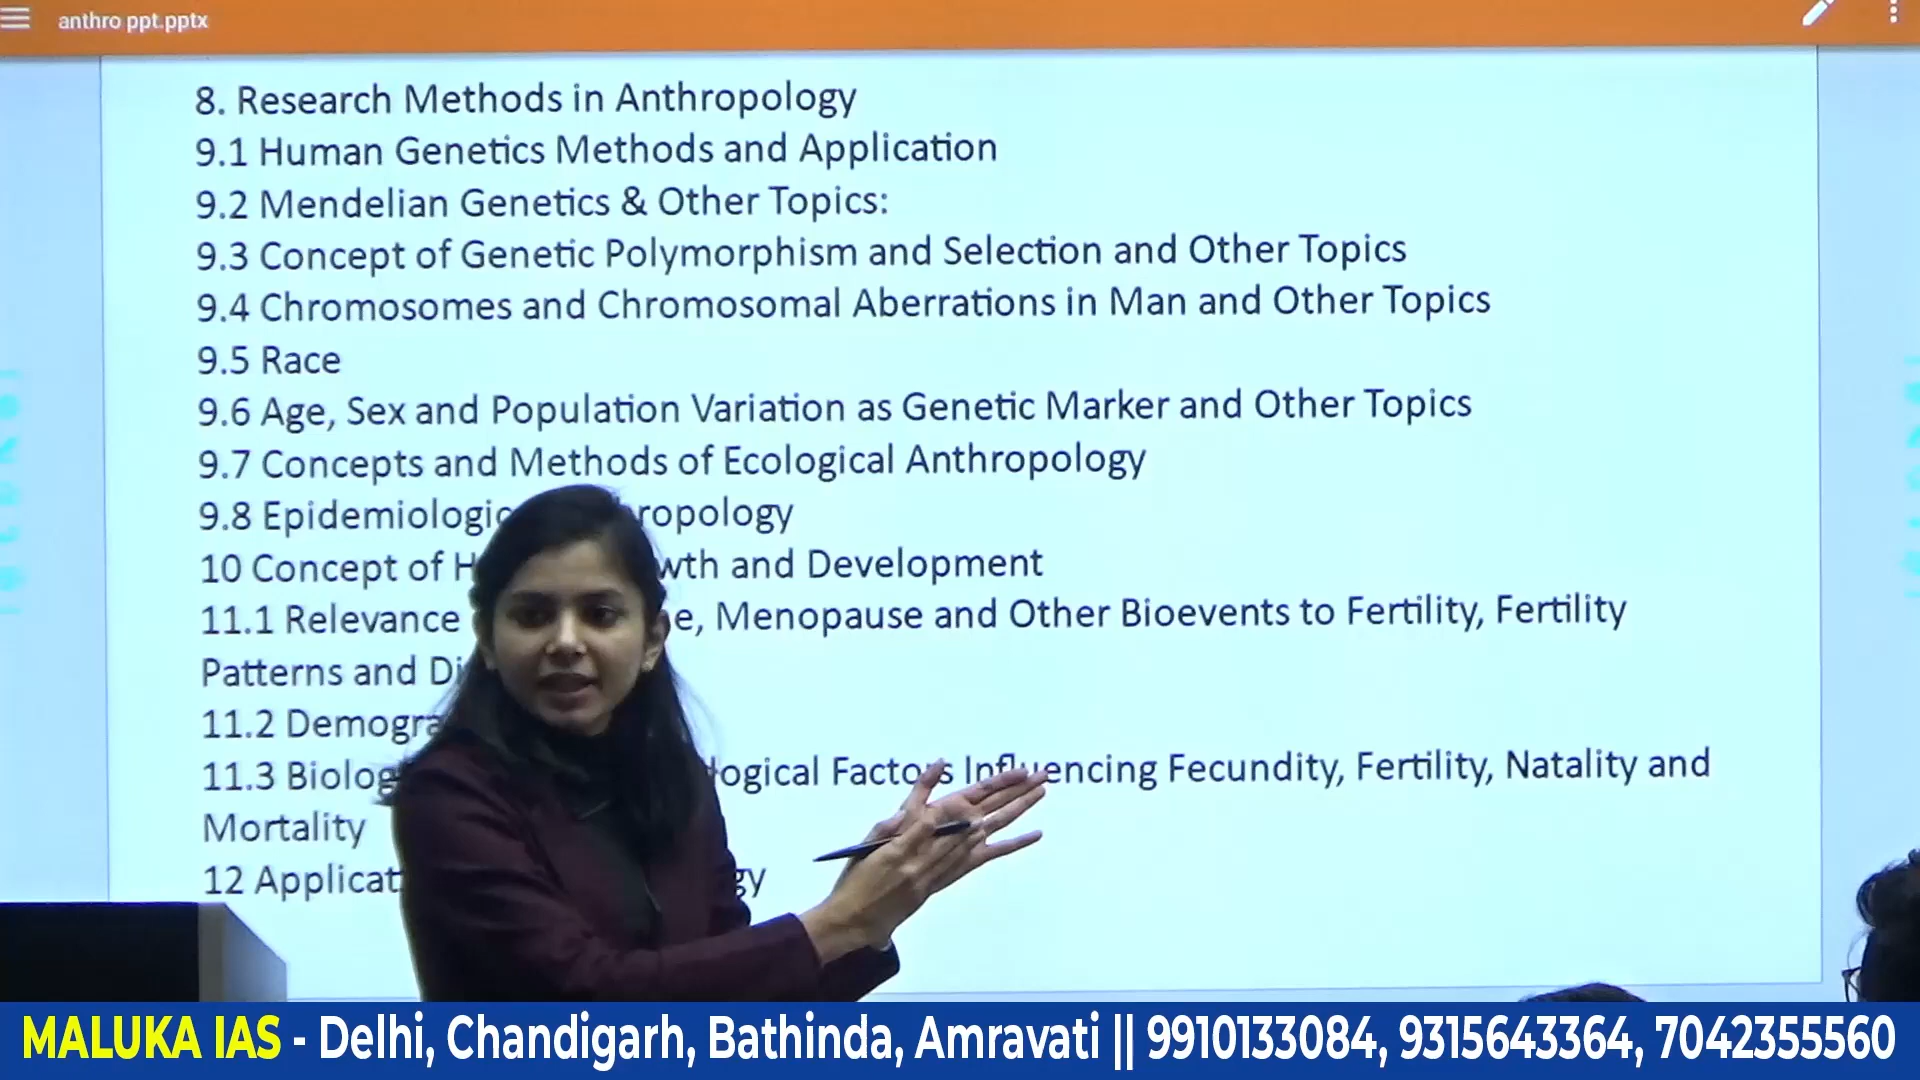 anthro ppt.pptx
8. Research Methods in Anthropology
9.1 Human Genetics Methods and Application
9.2 Mendelian Genetics & Other Topics:
9.3 Concept of Genetic Polymorphism and Selection and Other Topics
9.4 Chromosomes and Chromosomal Aberrations in Man and Other Topics
9.5 Race
9.6 Age, Sex and Population Variation as Genetic Marker and Other Topics
9.7 Concepts and Methods of Ecological Anthropology
9.8
10 Concept of and Development
11.1 Relevance Menopause and Other Bioevents to Fertility, Fertility
Patterns and
11.2
11.3 Factors Influencing Fecundity, Fertility, Natality and
Mortality
12
MALUKA IAS - Delhi, Chandigarh, Bathinda, Amravati || 9910133084, 9315643364, 7042355560